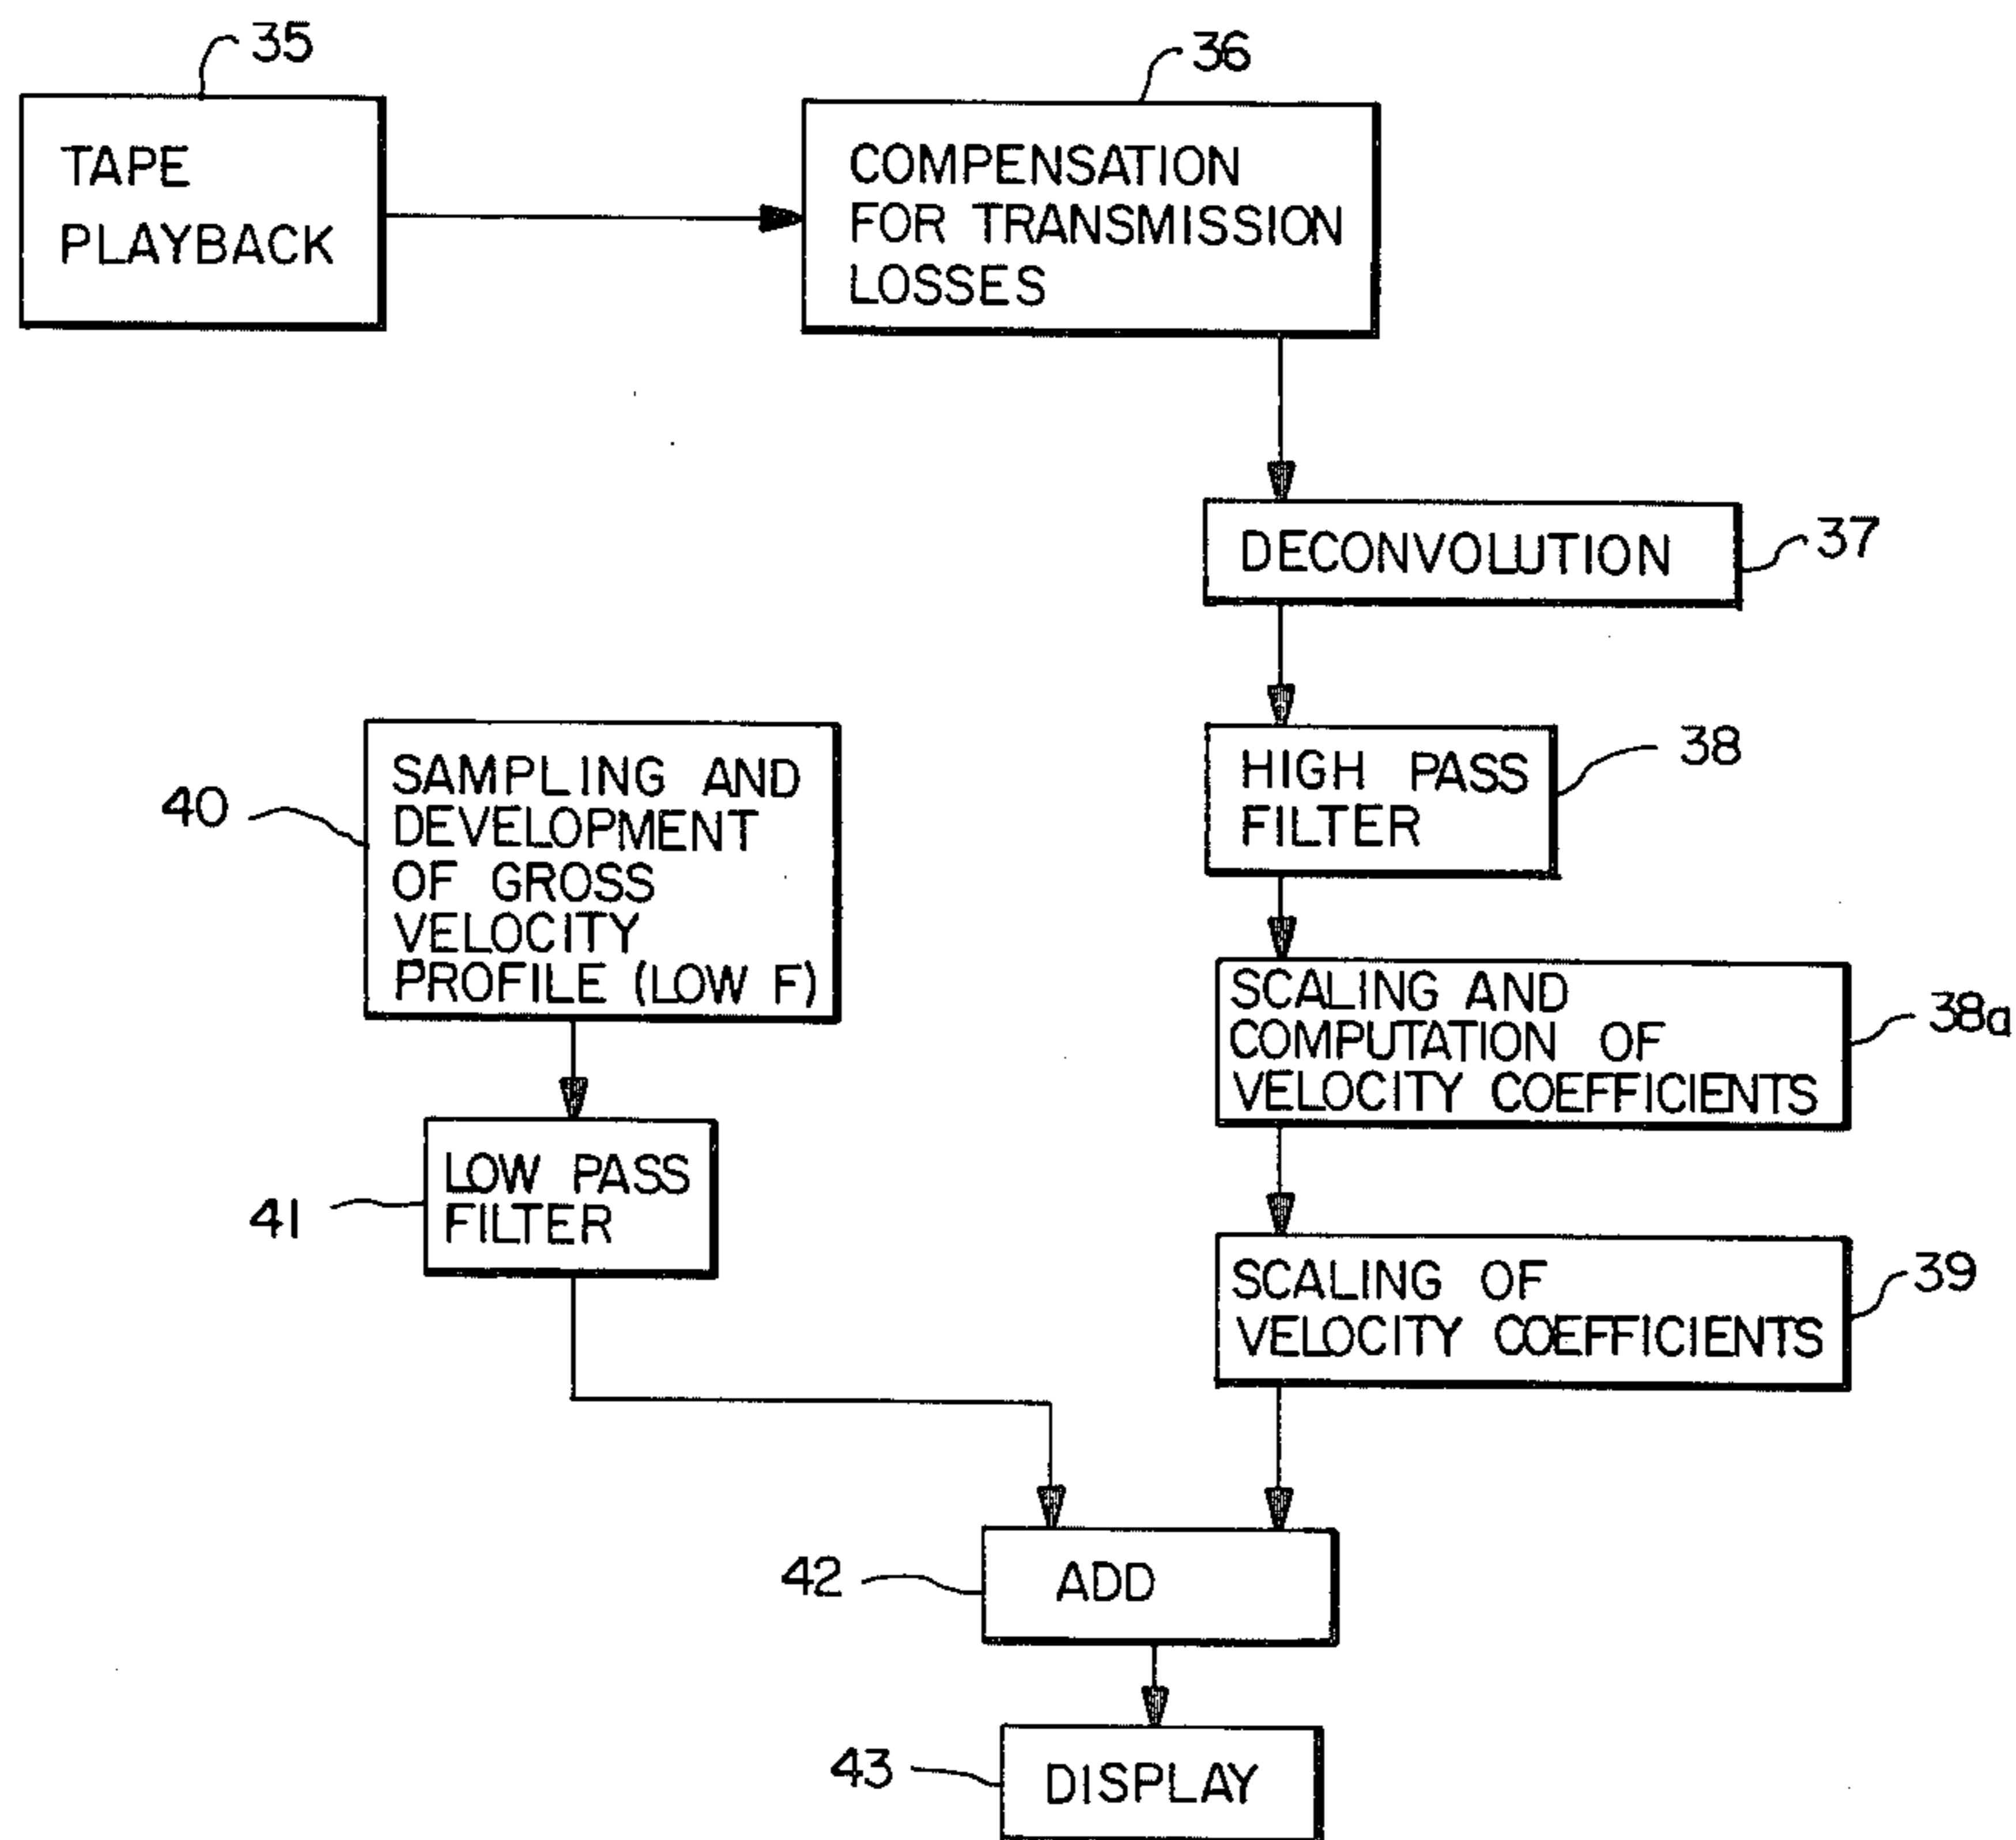 35
TAPE
PLAYBACK
36
COMPENSATION
FOR TRANSMISSION
LOSSES
DECONVOLUTION
37
HIGH PASS
FILTER
38
40
SAMPLING AND
DEVELOPMENT
OF GROSS
VELOCITY
PROFILE (LOW F)
SCALING AND
COMPUTATION OF
VELOCITY COEFFICIENTS
38a
41
LOW PASS
FILTER
SCALING OF
VELOCITY COEFFICIENTS
39
42
ADD
43
DISPLAY